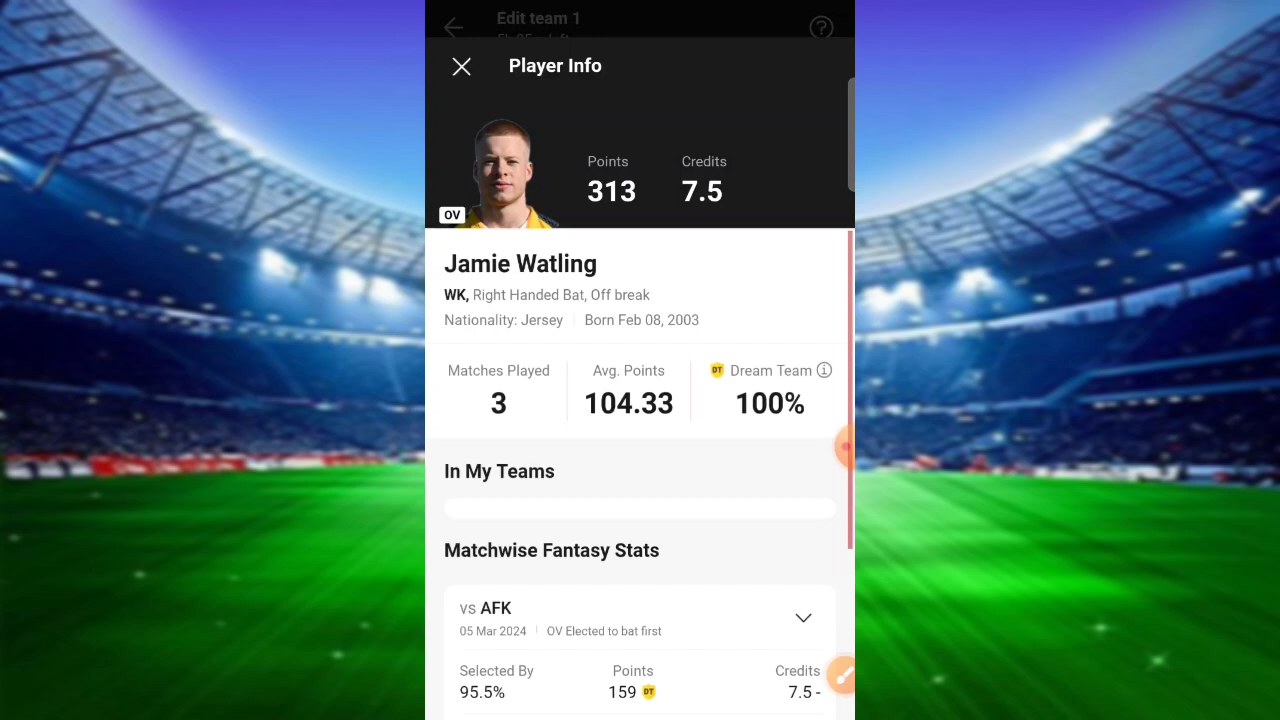 Edit team 1
Player Info
Points
Credits
313
7.5
OV
Jamie Watling
WK, Right Handed Bat, Off break
Nationality: Jersey
Born Feb 08, 2003
Matches Played
Avg. Points
DT Dream Team
3
104.33
100%
In My Teams
Matchwise Fantasy Stats
vs AFK
05 Mar 2024
OV Elected to bat first
Selected By
Points
Credits
95.5%
159 DT
7.5 -